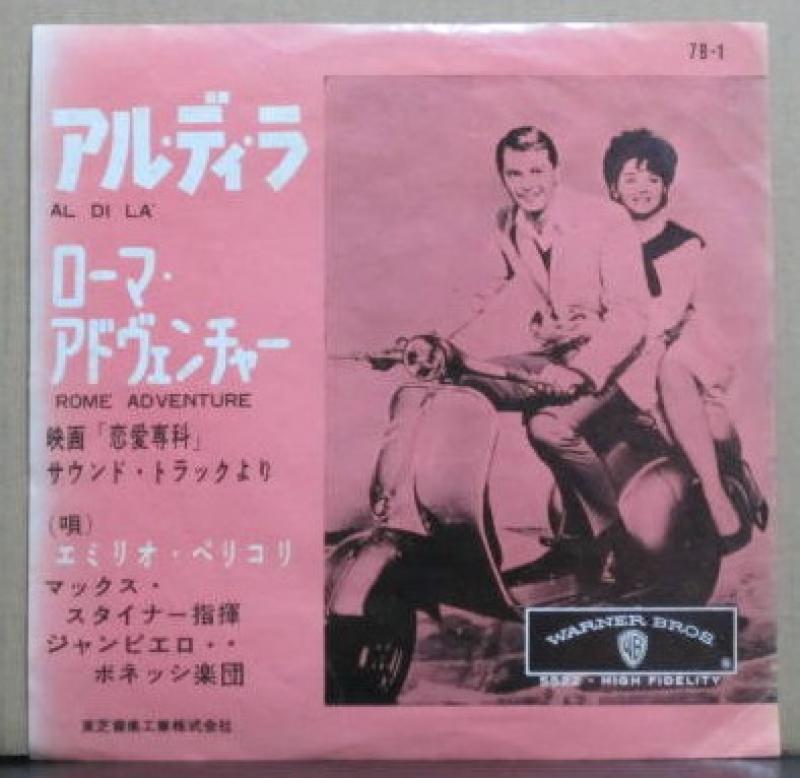 7B-1
アル・ディ・ラ
AL DI LA'
ローマ・
アドヴェンチャー
ROME ADVENTURE
映画「恋愛専科」
サウンド・トラックより
(唄)
エミリオ・ペリコリ
マックス・
スタイナー指揮
ジャンピエロ・・
ボネッシ楽団
東芝音楽工業株式会社
WARNER BROS.
WB
HIGH FIDELITY